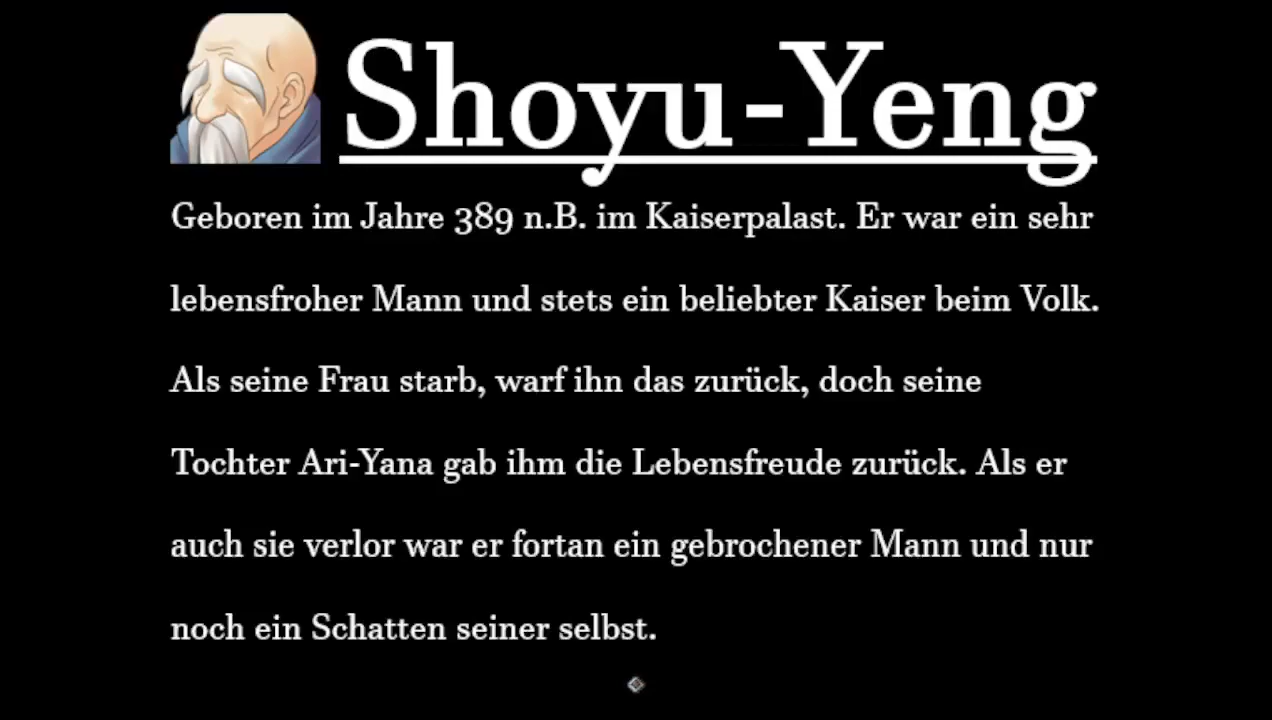 Shoyu-Yeng
Geboren im Jahre 389 n.B. im Kaiserpalast. Er war ein sehr
lebensfroher Mann und stets ein beliebter Kaiser beim Volk.
Als seine Frau starb, warf ihn das zurück, doch seine
Tochter Ari-Yana gab ihm die Lebensfreude zurück. Als er
auch sie verlor war er fortan ein gebrochener Mann und nur
noch ein Schatten seiner selbst.